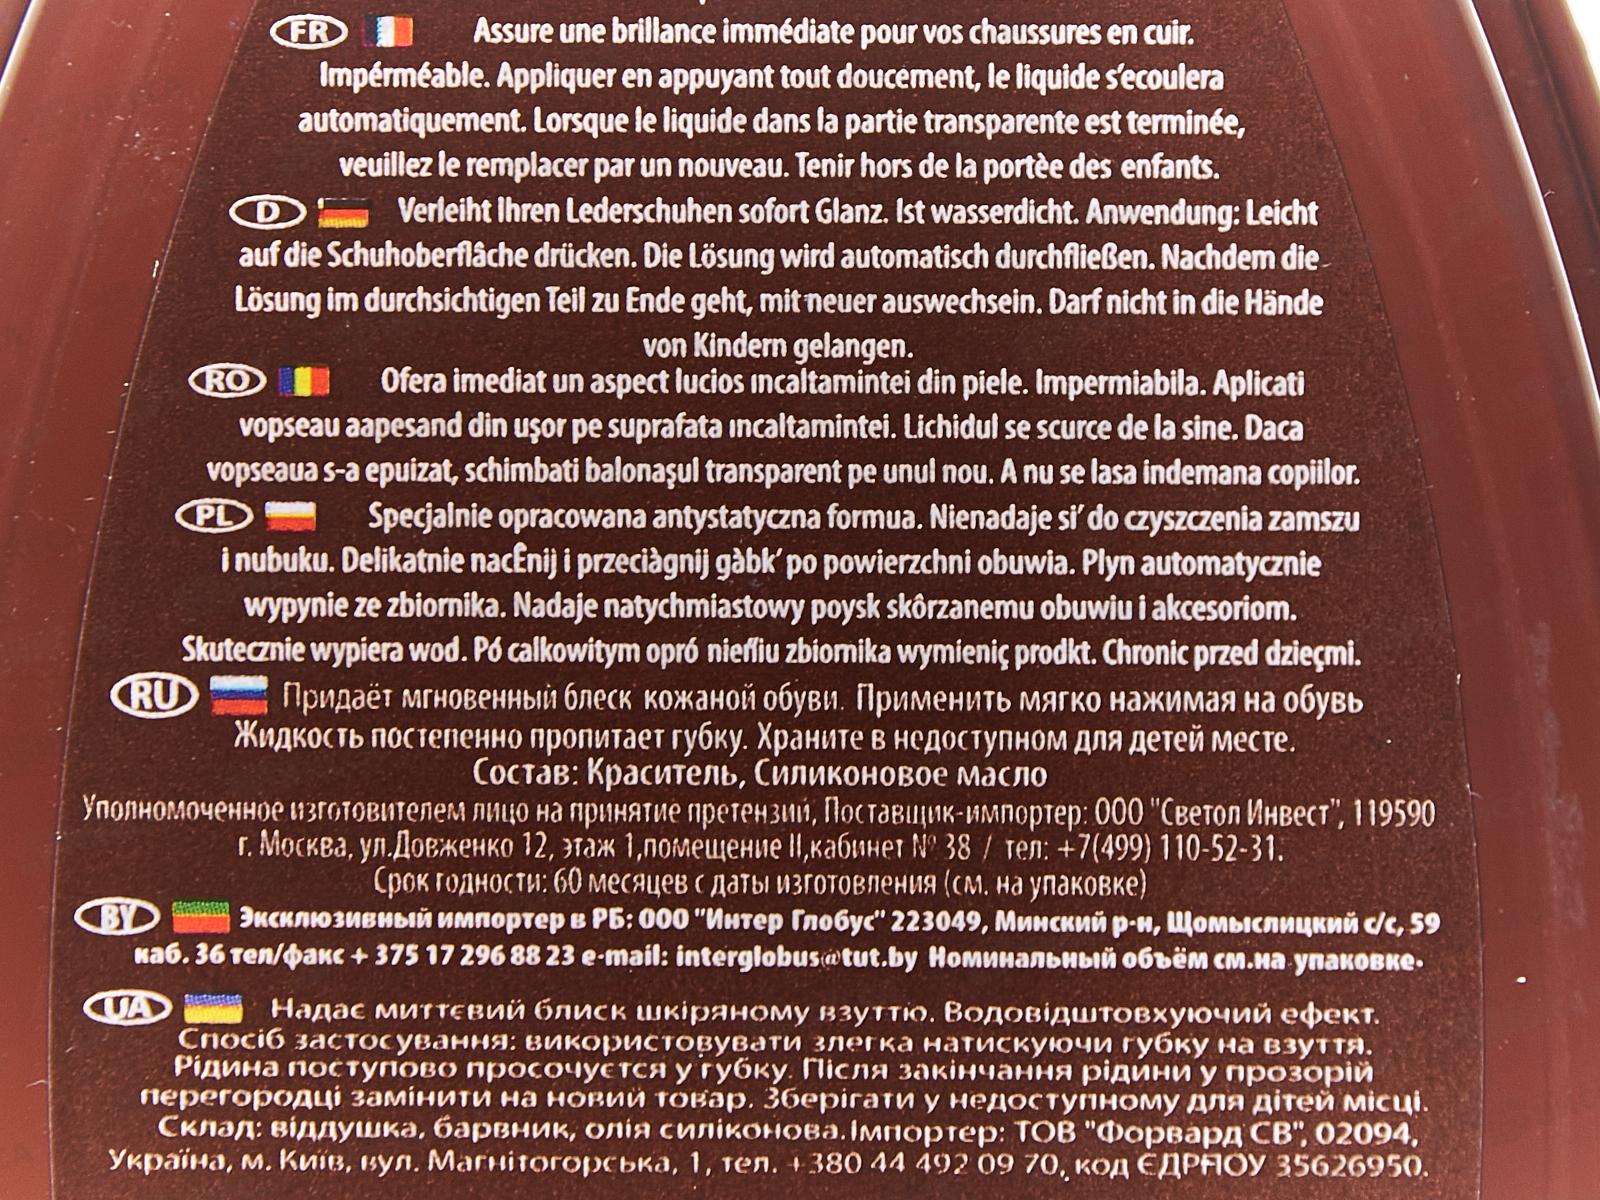 FR Assure une brillance immédiate pour vos chaussures en cuir.
Impérméable. Appliquer en appuyant tout doucement, le liquide s'ecoulera
automatiquement. Lorsque le liquide dans la partie transparente est terminée,
veuillez le remplacer par un nouveau. Tenir hors de la portèe des enfants.
D Verleiht Ihren Lederschuhen sofort Glanz. Ist wasserdicht. Anwendung: Leicht
auf die Schuhoberflâche drücken. Die Lösung wird automatisch durchfließen. Nachdem die
Lösung im durchsichtigen Teil zu Ende geht, mit neuer auswechsein. Darf nicht in die Hände
von Kindern gelangen.
RO Ofera imediat un aspect lucios ıncaltamintei din piele. Impermiabila. Aplicati
vopseau aapesand din uşor pe suprafata ıncaltamintei. Lichidul se scurce de la sine. Daca
vopseaua s-a epuizat, schimbati balonaşul transparent pe unul nou. A nu se lasa indemana copiilor.
PL Specjalnie opracowana antystatyczna formua. Nienadaje si' do czyszczenia zamszu
i nubuku. Delikatnie nacÊnij i przeciàgnij gàbk' po powierzchni obuwia. Plyn automatycznie
wypynie ze zbiornika. Nadaje natychmiastowy poysk skôrzanemu obuwiu i akcesoriom.
Skutecznie wypiera wod. Pó calkowitym opró nieńiu zbiornika wymienią prodkt. Chronic przed dzieçmi.
RU Придаёт мгновенный блеск кожаной обуви. Применить мягко нажимая на обувь
Жидкость постепенно пропитает губку. Храните в недоступном для детей месте.
Состав: Краситель, Силиконовое масло
Уполномоченное изготовителем лицо на принятие претензий, Поставщик-импортер: ООО "Светол Инвест", 119590
г. Москва, ул.Довженко 12, этаж 1,помещение II,кабинет № 38 / тел: +7(499) 110-52-31.
Срок годности: 60 месяцев с даты изготовления (см. на упаковке)
BY Эксклюзивный импортер в РБ: ООО "Интер Глобус" 223049, Минский р-н, Щомыслицкий с/с, 59
каб. 36 тел/факс + 375 17 296 88 23 e-mail: interglobus@tut.by Номинальный объём см.на упаковке.
UA Надає миттєвий блиск шкіряному взуттю. Водовідштовхуючий ефект.
Спосіб застосування: використовувати злегка натискуючи губку на взуття.
Рідина поступово просочується у губку. Після закінчання рідини у прозорій
перегородці замінити на новий товар. Зберігати у недоступному для дітей місці.
Склад: віддушка, барвник, олія силіконова.Імпортер: ТОВ "Форвард СВ", 02094,
Україна, м. Київ, вул. Магнітогорська, 1, тел. +380 44 492 09 70, код ЄДРПОУ 35626950.